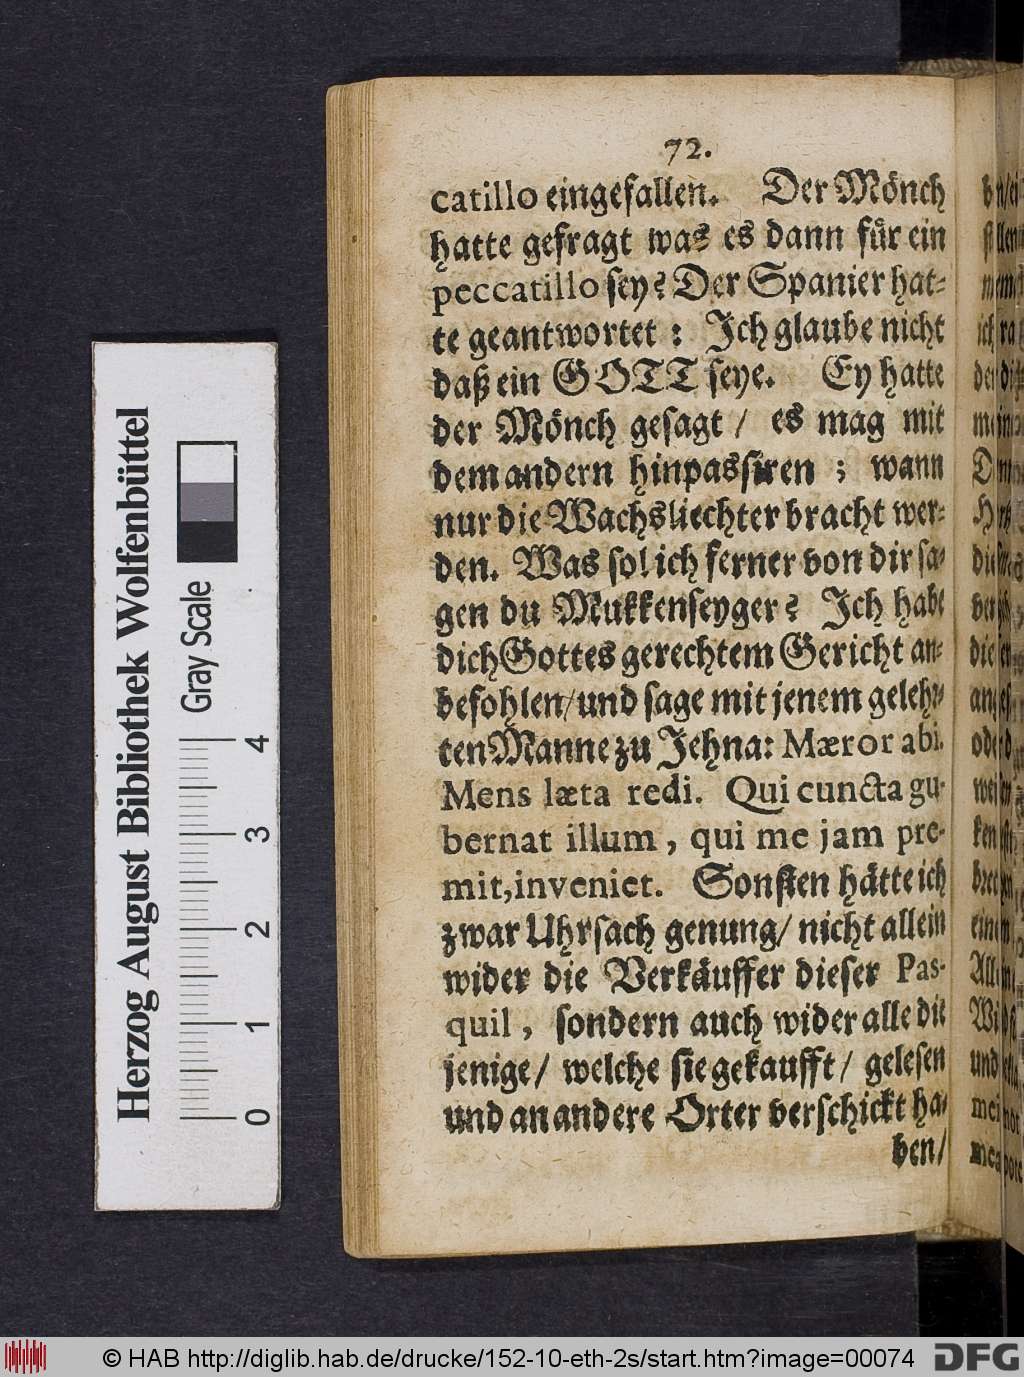 72.
catillo eingefallen. Der Mönch
hatte gefragt was es dann für ein
peccatillo sey? Der Spanier hat-
te geantwortet: Ich glaube nicht
daß ein GOTT seye. Ey hatte
der Mönch gesagt / es mag mit
dem andern hinpassiren; wann
nur die Wachsliechter bracht wer-
den. Was sol ich ferner von dir sa-
gen du Mukkenseyger? Ich habe
dich Gottes gerechtem Gericht an-
befohlen/ und sage mit jenem gelehr-
ten Manne zu Jehna: Mæror abi.
Mens læta redi. Qui cuncta gu-
bernat illum, qui me jam pre-
mit, inveniet. Sonsten hätte ich
zwar Uhrsach genung/ nicht allein
wider die Verkäuffer dieser Pas-
quil, sondern auch wider alle die
jenige/ welche sie gekaufft/ gelesen
und an andere Orter verschickt ha-
ben/
Herzog August Bibliothek Wolfenbüttel
Gray Scale
0 1 2 3 4
© HAB http://diglib.hab.de/drucke/152-10-eth-2s/start.htm?image=00074
DFG